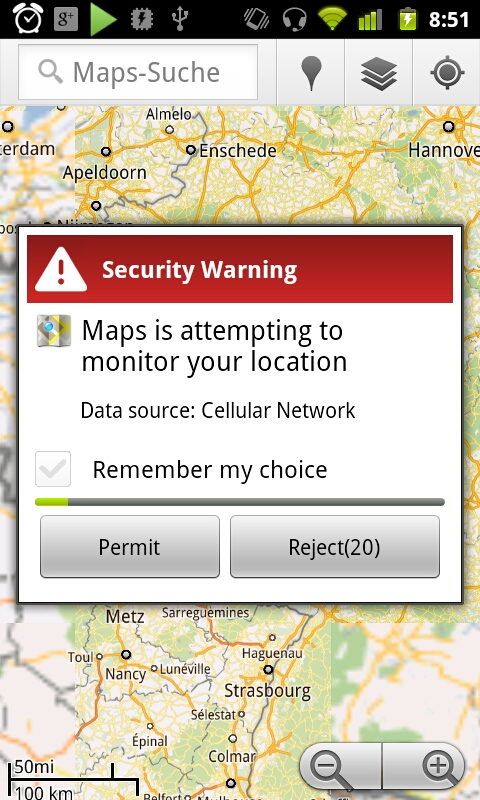 g+
8:51
Maps-Suche
Almelo
terdam
Enschede
Hannove
Apeldoorn
Security Warning
Maps is attempting to
monitor your location
Data source: Cellular Network
Remember my choice
Permit
Reject(20)
Metz
Sarreguemines
Toul
Haguenau
Nancy
Lunéville
Strasbourg
Sélestat
Épinal
Colmar
50mi
100 km
Belfort